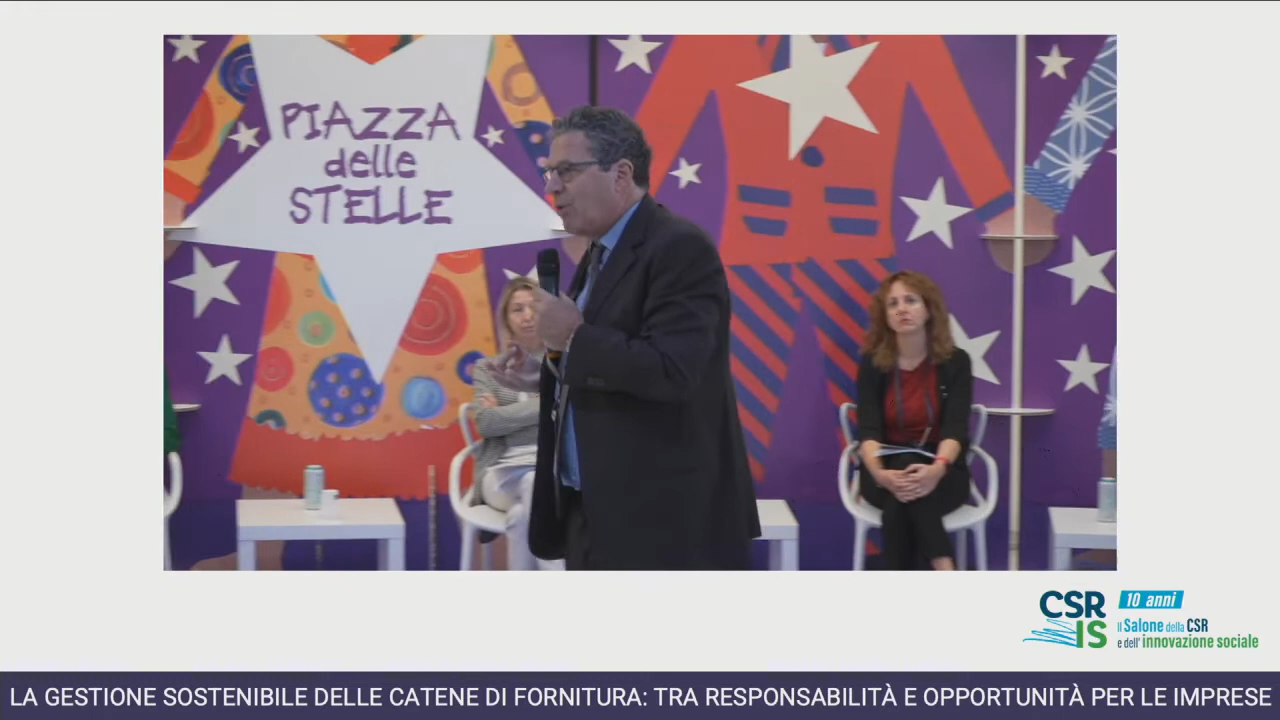 PIAZZA
delle
STELLE
CSR
IS
10 anni
Il Salone della CSR
e dell'innovazione sociale
LA GESTIONE SOSTENIBILE DELLE CATENE DI FORNITURA: TRA RESPONSABILITÀ E OPPORTUNITÀ PER LE IMPRESE